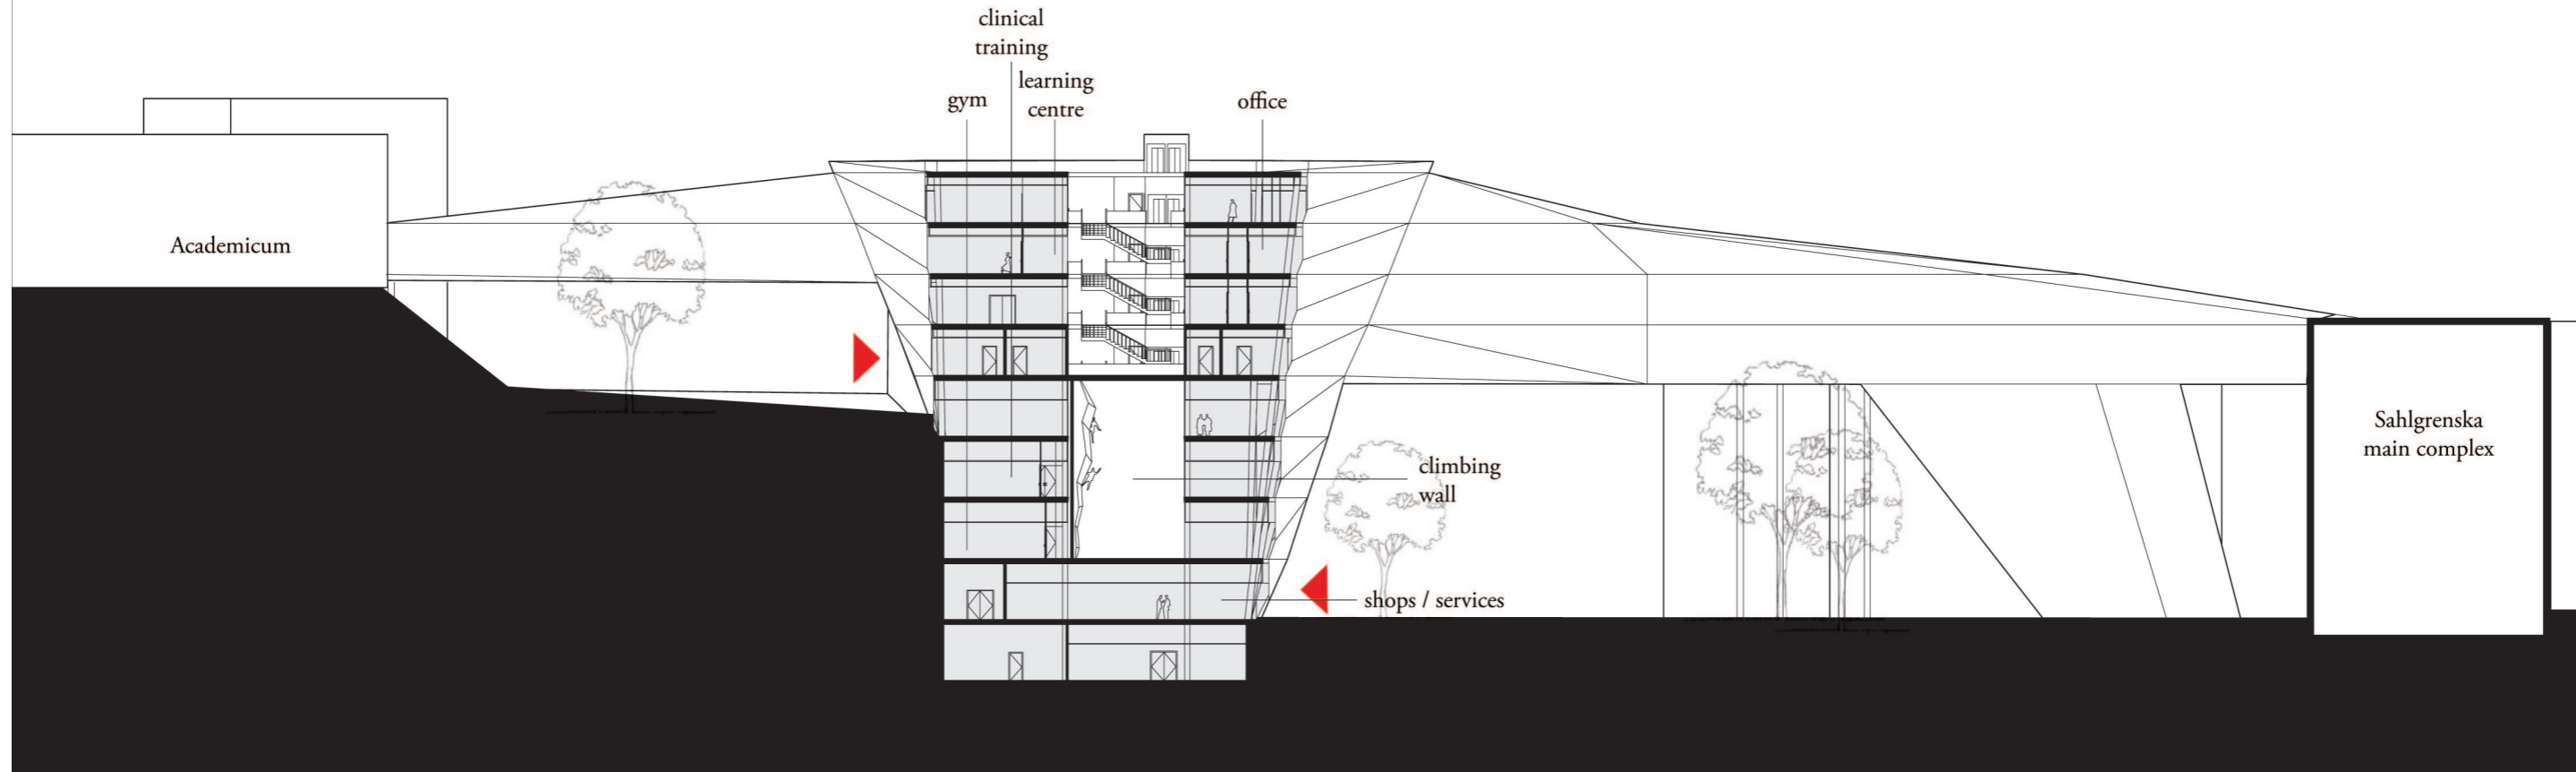 clinical
training
learning
centre
gym
office
Academicum
climbing
wall
shops / services
Sahlgrenska
main complex